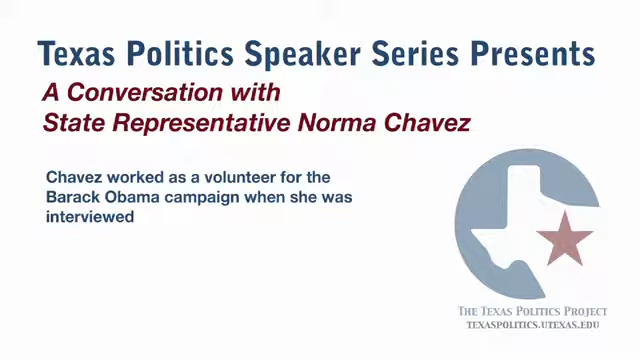 Texas Politics Speaker Series Presents
A Conversation with
State Representative Norma Chavez
Chavez worked as a volunteer for the
Barack Obama campaign when she was
interviewed
THE TEXAS POLITICS PROJECT
TEXASPOLITICS.UTEXAS.EDU